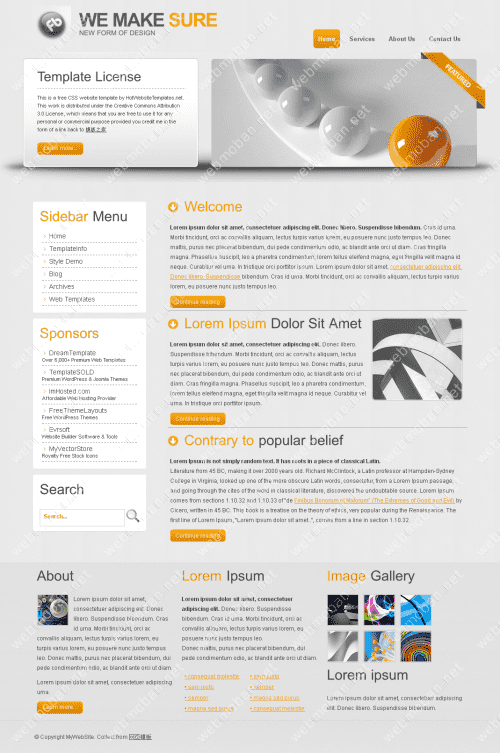 WE MAKE SURE
NEW FORM OF DESIGN
Home
Services
About Us
Contact Us
Template License
This is a free CSS website template by HotWebsiteTemplates.net.
This work is distributed under the Creative Commons Attribution
3.0 License, which means that you are free to use it for any
personal or commercial purpose provided you credit me in the
form of a link back to 模版之家
Learn more...
FEATURED
Sidebar Menu
Home
TemplateInfo
Style Demo
Blog
Archives
Web Templates
Sponsors
DreamTemplate
Over 6,000+ Premium Web Templates
TemplateSOLD
Premium WordPress & Joomla Themes
ImHosted.com
Affordable Web Hosting Provider
FreeThemeLayouts
Free WordPress Themes
Evrsoft
Website Builder Software & Tools
MyVectorStore
Royalty Free Stock Icons
Search
Search...
Welcome
Lorem ipsum dolor sit amet, consectetuer adipiscing elit. Donec libero. Suspendisse bibendum. Cras id urna.
Morbi tincidunt, orci ac convallis aliquam, lectus turpis varius lorem, eu posuere nunc justo tempus leo. Donec
mattis, purus nec placerat bibendum, dui pede condimentum odio, ac blandit ante orci ut diam. Cras fringilla
magna. Phasellus suscipit, leo a pharetra condimentum, lorem tellus eleifend magna, eget fringilla velit magna id
neque. Curabitur vel urna. In tristique orci porttitor ipsum. Lorem ipsum dolor sit amet, consectetuer adipiscing elit.
Donec libero. Suspendisse bibendum. Cras id urna. Morbi tincidunt, orci ac convallis aliquam, lectus turpis varius
lorem, eu posuere nunc justo tempus leo.
Continue reading
Lorem Ipsum Dolor Sit Amet
Lorem ipsum dolor sit amet, consectetuer adipiscing elit. Donec libero.
Suspendisse bibendum. Cras id urna. Morbi tincidunt, orci ac convallis
aliquam, lectus turpis varius lorem, eu posuere nunc justo tempus
leo. Donec mattis, purus nec placerat bibendum, dui pede
condimentum odio, ac blandit ante orci ut diam. Cras fringilla magna. Phasellus suscipit, leo a pharetra condimentum,
lorem tellus eleifend magna, eget fringilla velit magna id neque. Curabitur vel
urna. In tristique orci porttitor ipsum.
Continue reading
Contrary to popular belief
Lorem Ipsum is not simply random text. It has roots in a piece of classical Latin.
Literature from 45 BC, making it over 2000 years old. Richard McClintock, a Latin professor at Hampden-Sydney
College in Virginia, looked up one of the more obscure Latin words, consectetur, from a Lorem Ipsum passage,
and going through the cites of the word in classical literature, discovered the undoubtable source. Lorem Ipsum
comes from sections 1.10.32 and 1.10.33 of "de Finibus Bonorum et Malorum" (The Extremes of Good and Evil) by
Cicero, written in 45 BC. This book is a treatise on the theory of ethics, very popular during the Renaissance. The
first line of Lorem Ipsum, "Lorem ipsum dolor sit amet..", comes from a line in section 1.10.32.
Continue reading
About
Lorem ipsum dolor sit amet,
consectetuer adipiscing elit. Donec
libero. Suspendisse bibendum. Cras
id urna. Morbi tincidunt, orci ac
convallis aliquam, lectus turpis varius lorem, eu
posuere nunc justo tempus leo.
Donec mattis, purus nec placerat bibendum, dui
pede condimentum odio, ac blandit ante orci ut diam.
Lorem ipsum dolor sit amet, consectetuer adipiscing
urna.
Learn more...
Lorem Ipsum
Lorem ipsum dolor sit amet, consectetuer
adipiscing elit. Donec libero. Suspendisse
bibendum. Cras id urna. Morbi tincidunt, orci ac
convallis aliquam, lectus turpis varius lorem, eu
posuere nunc justo tempus leo.
Donec mattis, purus nec placerat bibendum, dui
pede condimentum odio, ac blandit ante orci ut diam.
consequat molestie
sem justo
semper
magna sed purus
sem justo
semper
magna sed purus
consequat molestie
Image Gallery
Lorem ipsum
Lorem ipsum dolor sit amet, consectetuer adipiscing
elit. Donec libero. Suspendisse bibendum.
© Copyright MyWebSite. Collect from 网页模板
webmoban.net